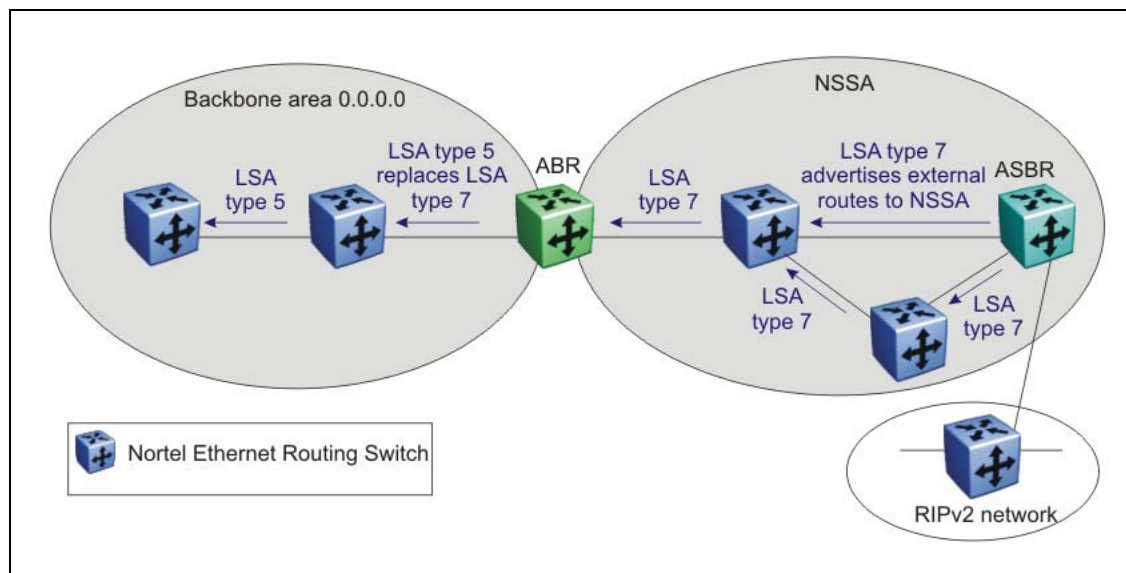 NSSA
Backbone area 0.0.0.0
LSA type 5
replaces LSA
type 7
LSA
type 5
ABR
LSA
type 7
LSA type 7
advertises external
routes to NSSA
ASBR
LSA
type 7
LSA
type 7
Nortel Ethernet Routing Switch
RIPv2 network